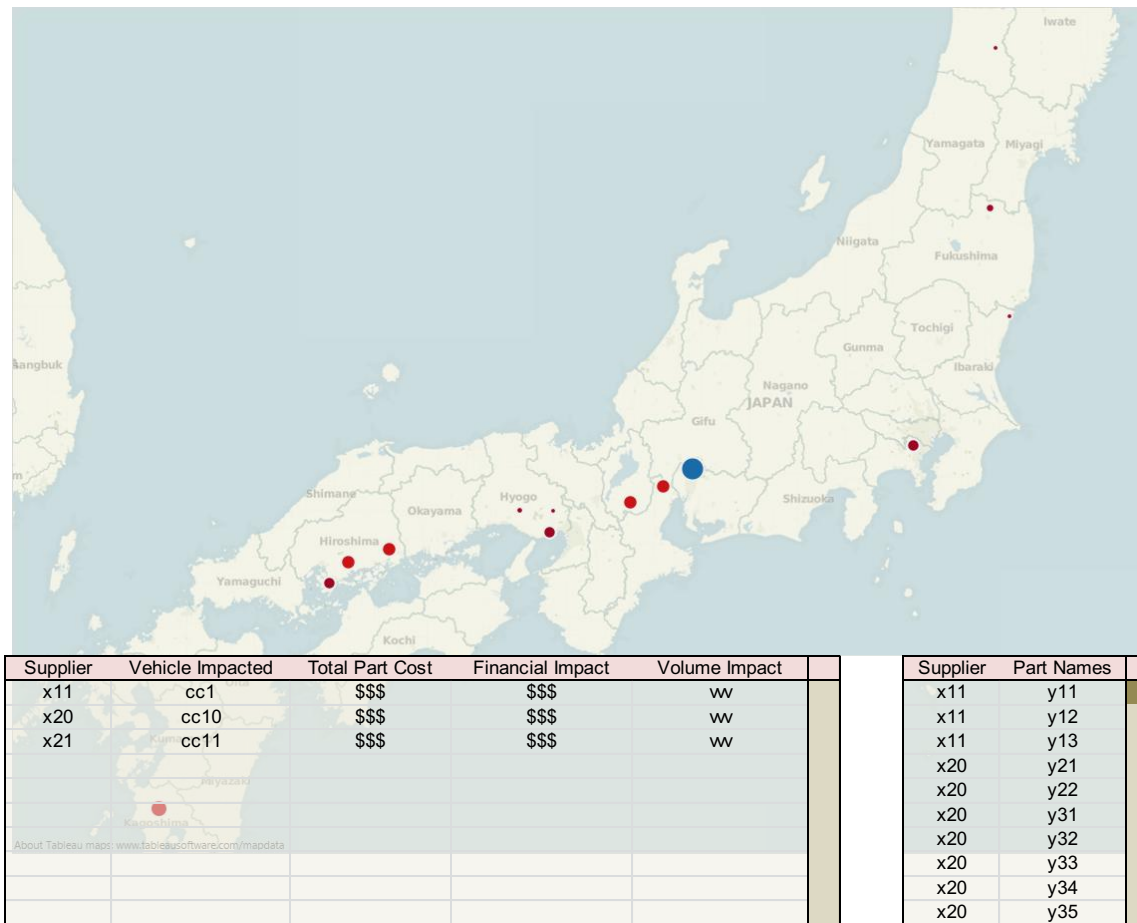 Iwate
Yamagata
Miyagi
Niigata
Fukushima
Tochigi
Gunma
Ibaraki
Nagano
JAPAN
Gifu
Shizuoka
Hyogo
Shimane
Okayama
Hiroshima
Yamaguchi
Kochi
Supplier Vehicle Impacted Total Part Cost Financial Impact Volume Impact
x11 cc1 $$$ $$$ vvv
x20 cc10 $$$ $$$ vvv
x21 cc11 $$$ $$$ vvv
Kagoshima
About Tableau maps: www.tableausoftware.com/mapdata
Supplier Part Names
x11 y11
x11 y12
x11 y13
x20 y21
x20 y22
x20 y31
x20 y32
x20 y33
x20 y34
x20 y35